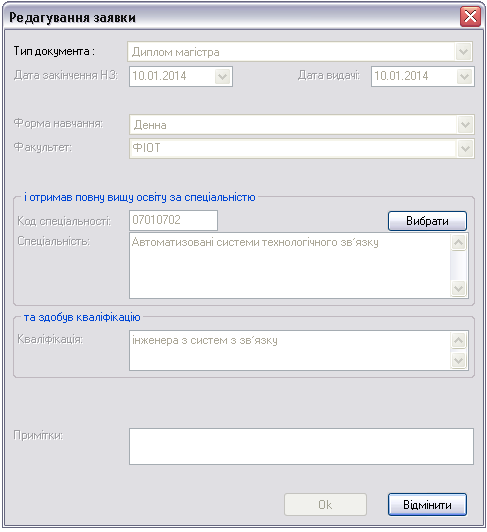 Редагування заявки
Тип документа : Диплом магістра
Дата закінчення НЗ: 10.01.2014 Дата видачі: 10.01.2014
Форма навчання: Денна
Факультет: ФІОТ
і отримав повну вищу освіту за спеціальністю
Код спеціальності: 07010702 Вибрати
Спеціальність: Автоматизовані системи технологічного зв'язку
та здобув кваліфікацію
Кваліфікація: інженера з систем з зв'язку
Примітки:
Ok Відмінити